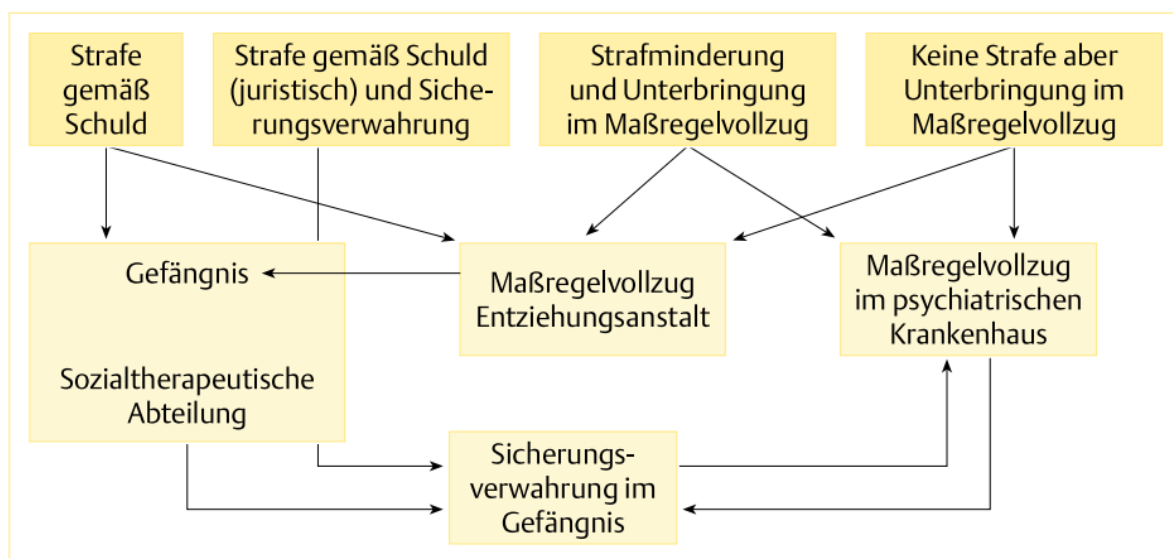 Strafe
gemäß
Schuld
Strafe gemäß Schuld
(juristisch) und Siche-
rungsverwahrung
Strafminderung
und Unterbringung
im Maßregelvollzug
Keine Strafe aber
Unterbringung im
Maßregelvollzug
Gefängnis
Sozialtherapeutische
Abteilung
Maßregelvollzug
Entziehungsanstalt
Maßregelvollzug
im psychiatrischen
Krankenhaus
Sicherungs-
verwahrung im
Gefängnis